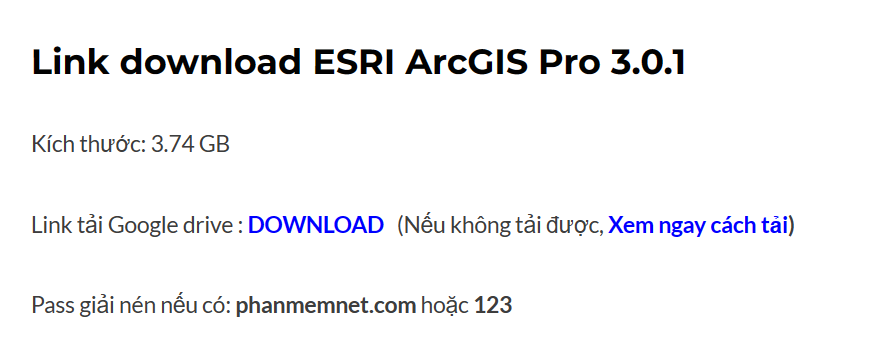 Link download ESRI ArcGIS Pro 3.0.1
Kích thước: 3.74 GB
Link tải Google drive : DOWNLOAD (Nếu không tải được, Xem ngay cách tải)
Pass giải nén nếu có: phanmemnet.com hoặc 123